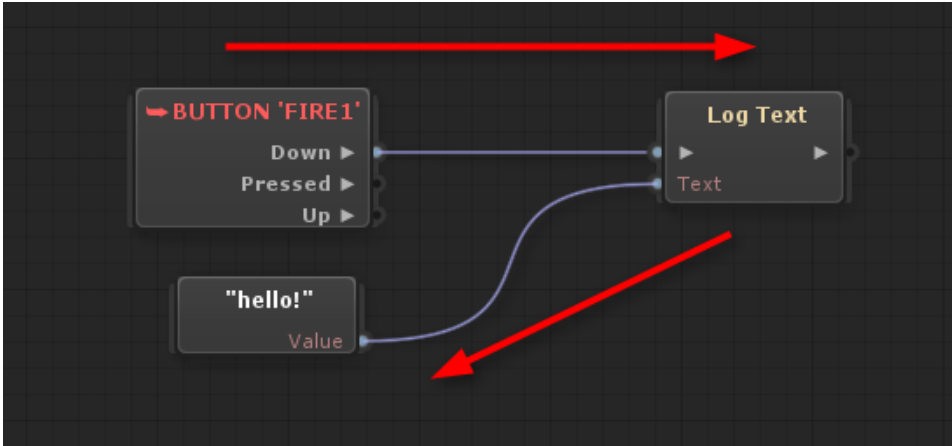 BUTTON 'FIRE1'
Down
Pressed
Up
Log Text
Text
"hello!"
Value